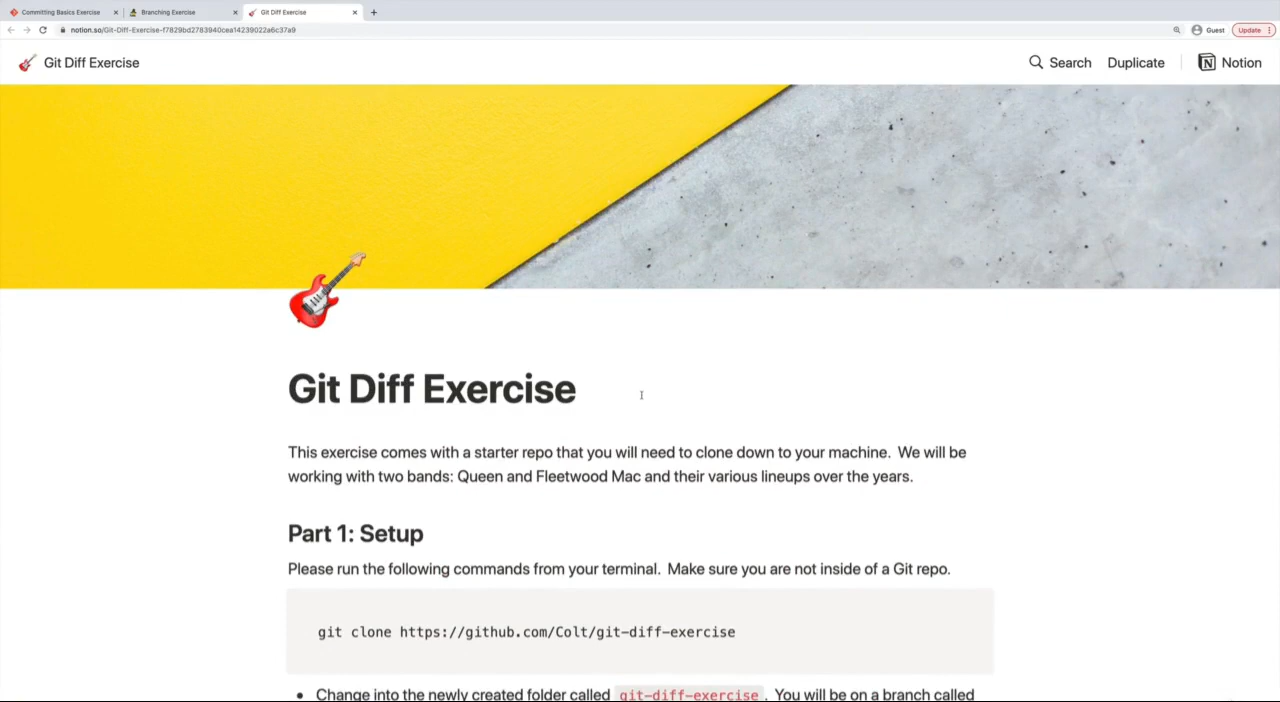 Committing Basics Exercise
Branching Exercise
Git Diff Exercise
notion.so/Git-Diff-Exercise-f7829bd2783940cea14239022a6c37a9
Guest
Update
Git Diff Exercise
Search
Duplicate
Notion
Git Diff Exercise
This exercise comes with a starter repo that you will need to clone down to your machine. We will be
working with two bands: Queen and Fleetwood Mac and their various lineups over the years.
Part 1: Setup
Please run the following commands from your terminal. Make sure you are not inside of a Git repo.
git clone https://github.com/Colt/git-diff-exercise
• Change into the newly created folder called git-diff-exercise. You will be on a branch called